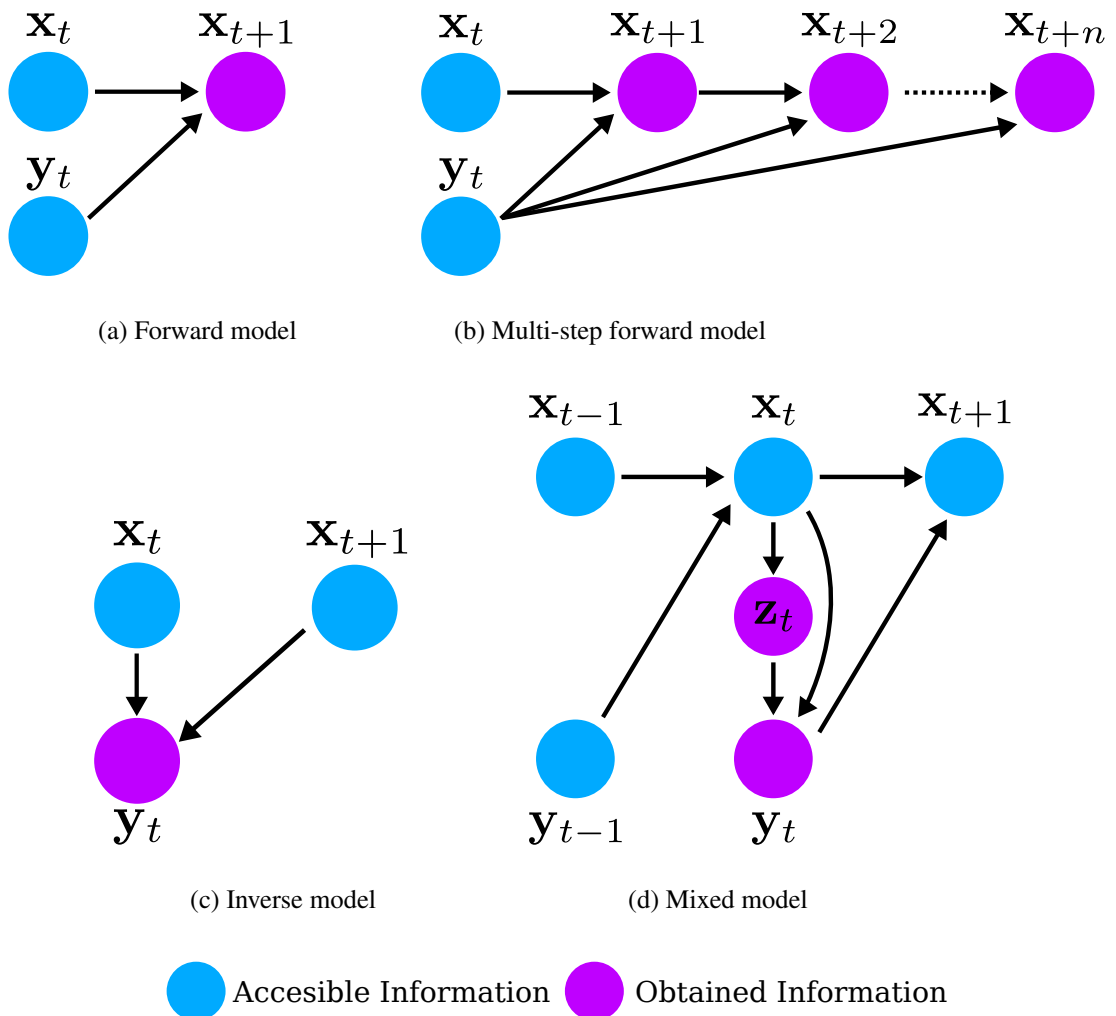 x_t x_{t+1}
y_t
(a) Forward model
x_t x_{t+1} x_{t+2} x_{t+n}
y_t
(b) Multi-step forward model
x_t x_{t+1}
y_t
(c) Inverse model
x_{t-1} x_t x_{t+1}
z_t
y_{t-1} y_t
(d) Mixed model
Accesible Information Obtained Information